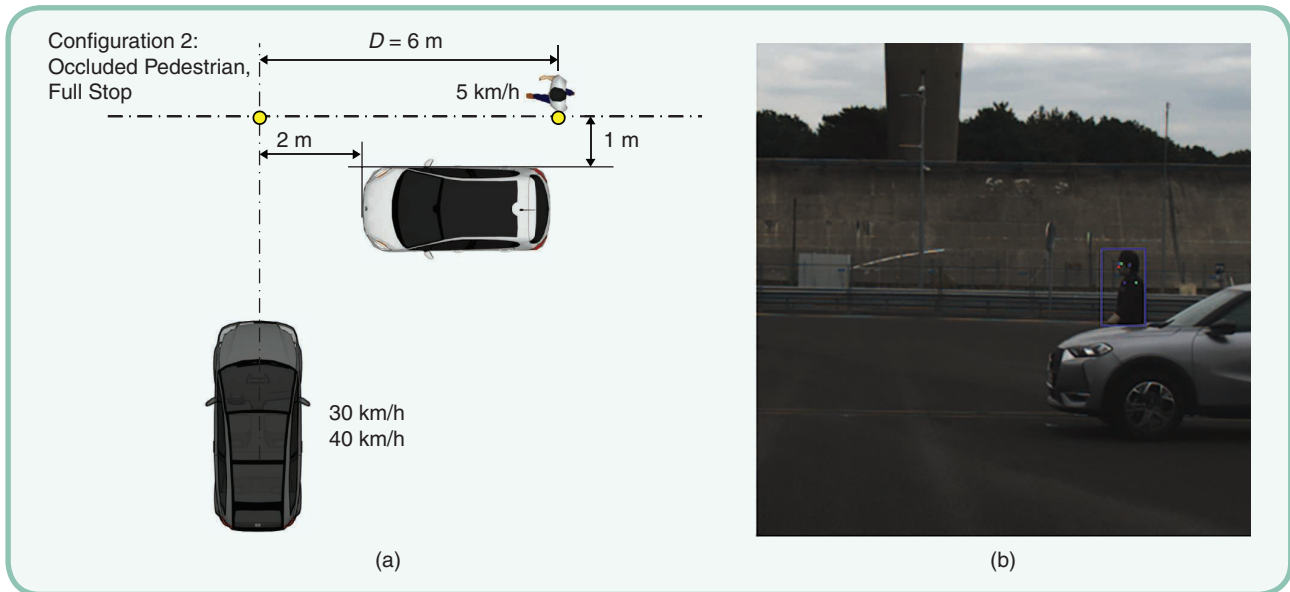 Configuration 2:
Occluded Pedestrian,
Full Stop
D = 6 m
5 km/h
2 m
1 m
30 km/h
40 km/h
(a)
(b)